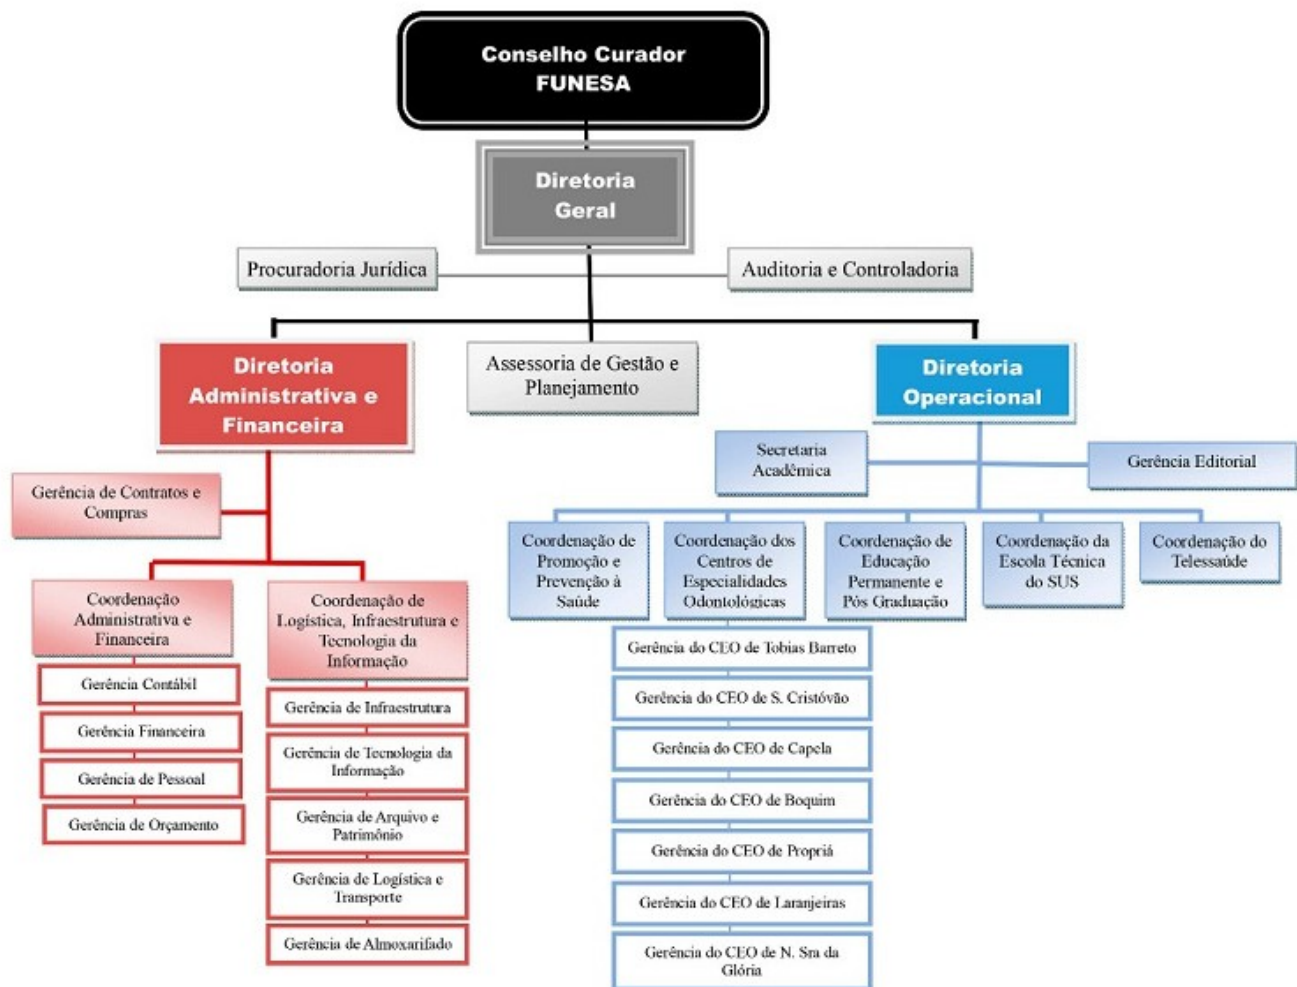 Conselho Curador
FUNESA
Diretoria
Geral
Procuradoria Jurídica
Auditoria e Controladoria
Diretoria
Administrativa e
Financeira
Assessoria de Gestão e
Planejamento
Diretoria
Operacional
Secretaria
Acadêmica
Gerência Editorial
Gerência de Contratos e
Compras
Coordenação de
Promoção e
Prevenção à
Saúde
Coordenação dos
Centros de
Especialidades
Odontológicas
Coordenação de
Educação
Permanente e
Pós Graduação
Coordenação da
Escola Técnica
do SUS
Coordenação do
Telessaúde
Coordenação
Administrativa e
Financeira
Coordenação de
Logística, Infraestrutura e
Tecnologia da
Informação
Gerência Contábil
Gerência Financeira
Gerência de Pessoal
Gerência de Orçamento
Gerência de Infraestrutura
Gerência de Tecnologia da
Informação
Gerência de Arquivo e
Patrimônio
Gerência de Logística e
Transporte
Gerência de Almoxarifado
Gerência do CEO de Tobias Barreto
Gerência do CEO de S. Cristóvão
Gerência do CEO de Capela
Gerência do CEO de Boquim
Gerência do CEO de Propriá
Gerência do CEO de Laranjeiras
Gerência do CEO de N. Sra da
Glória